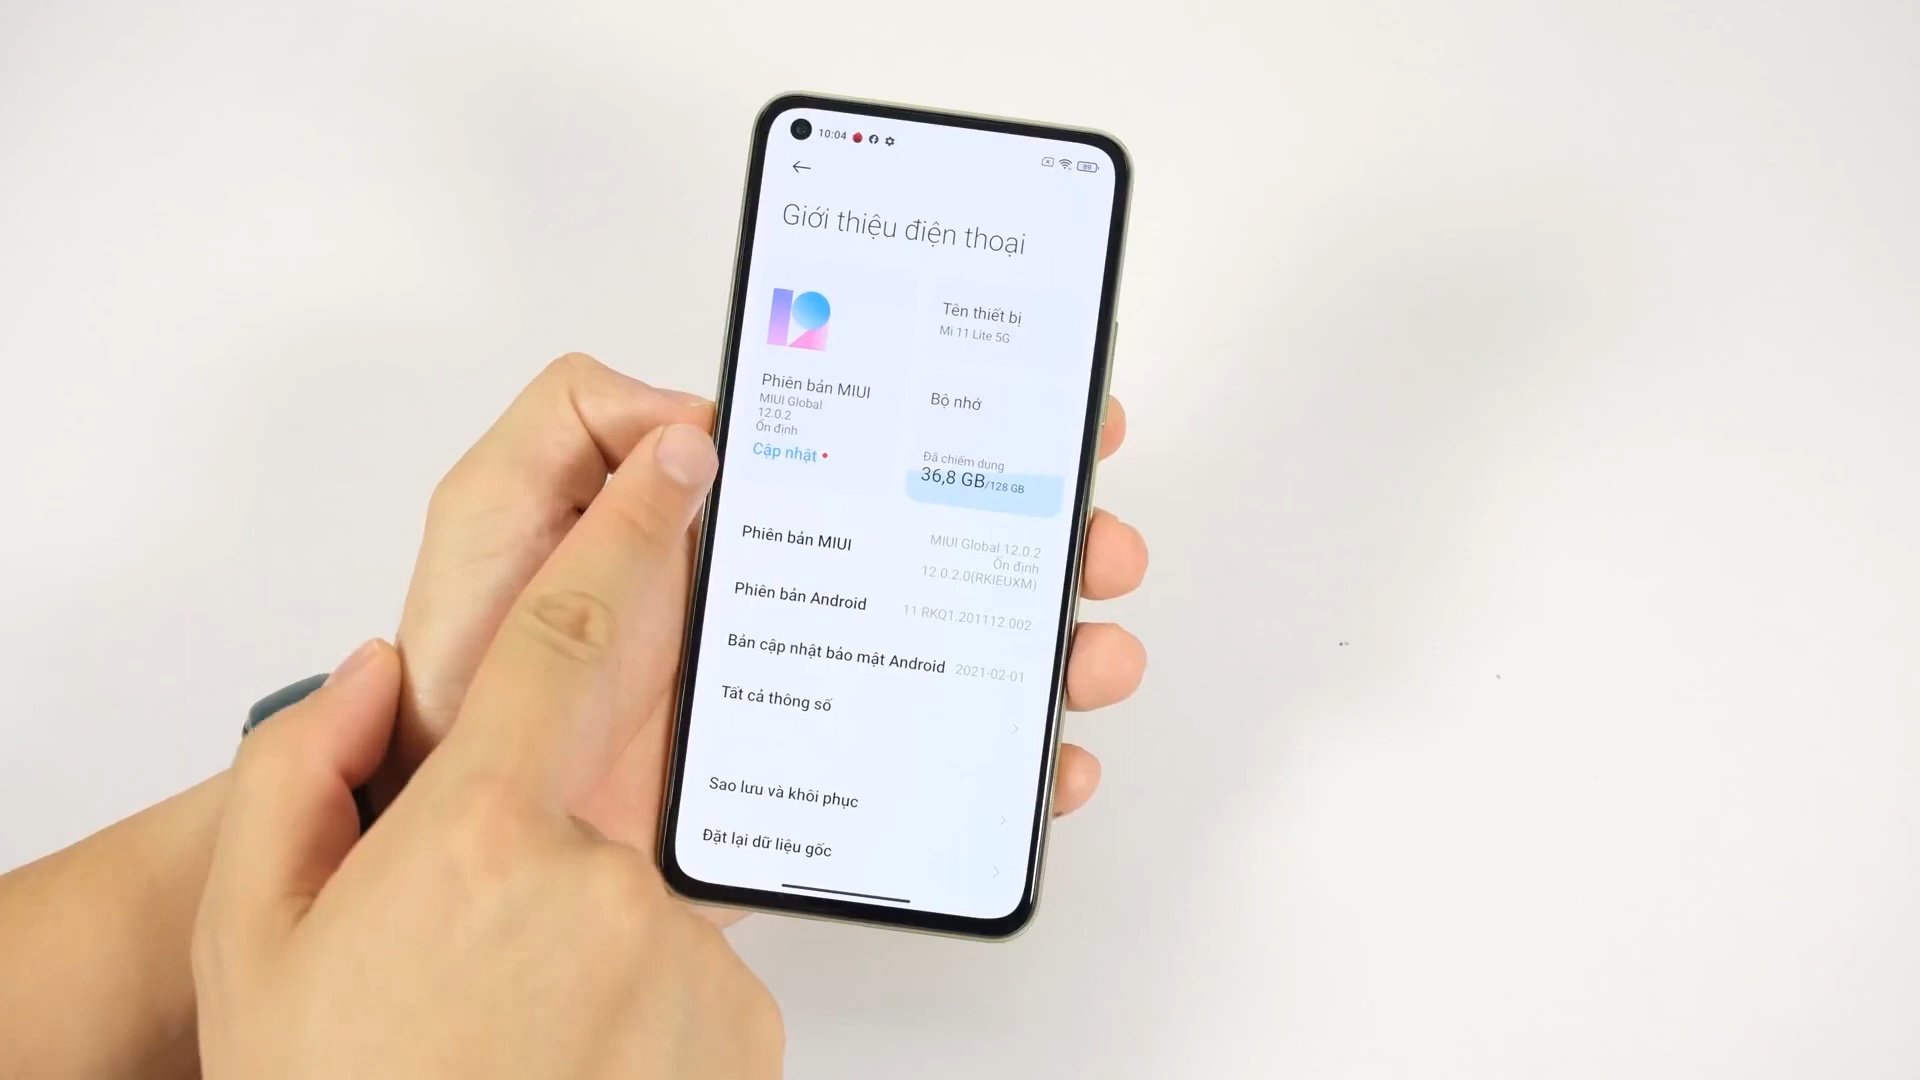 10:04
89
Giới thiệu điện thoại
Phiên bản MIUI
MIUI Global
12.0.2
Ổn định
Cập nhật
Tên thiết bị
Mi 11 Lite 5G
Bộ nhớ
Đã chiếm dụng
36,8 GB/128 GB
Phiên bản MIUI
MIUI Global 12.0.2
Ổn định
12.0.2.0(RKIEUXM)
Phiên bản Android
11 RKQ1.201112.002
Bản cập nhật bảo mật Android
2021-02-01
Tất cả thông số
Sao lưu và khôi phục
Đặt lại dữ liệu gốc